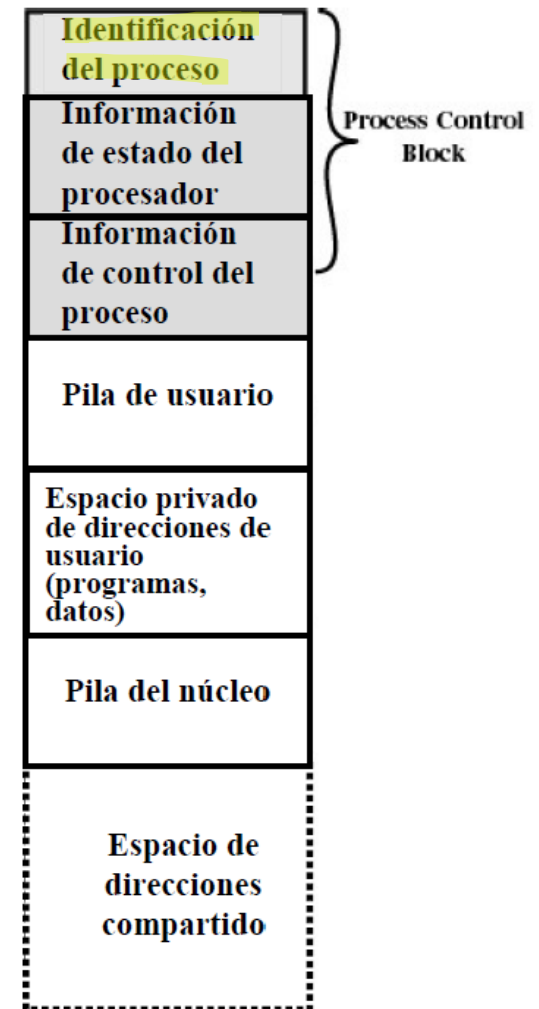 Identificación
del proceso
Información
de estado del
procesador
Información
de control del
proceso
Process Control
Block
Pila de usuario
Espacio privado
de direcciones de
usuario
(programas,
datos)
Pila del núcleo
Espacio de
direcciones
compartido